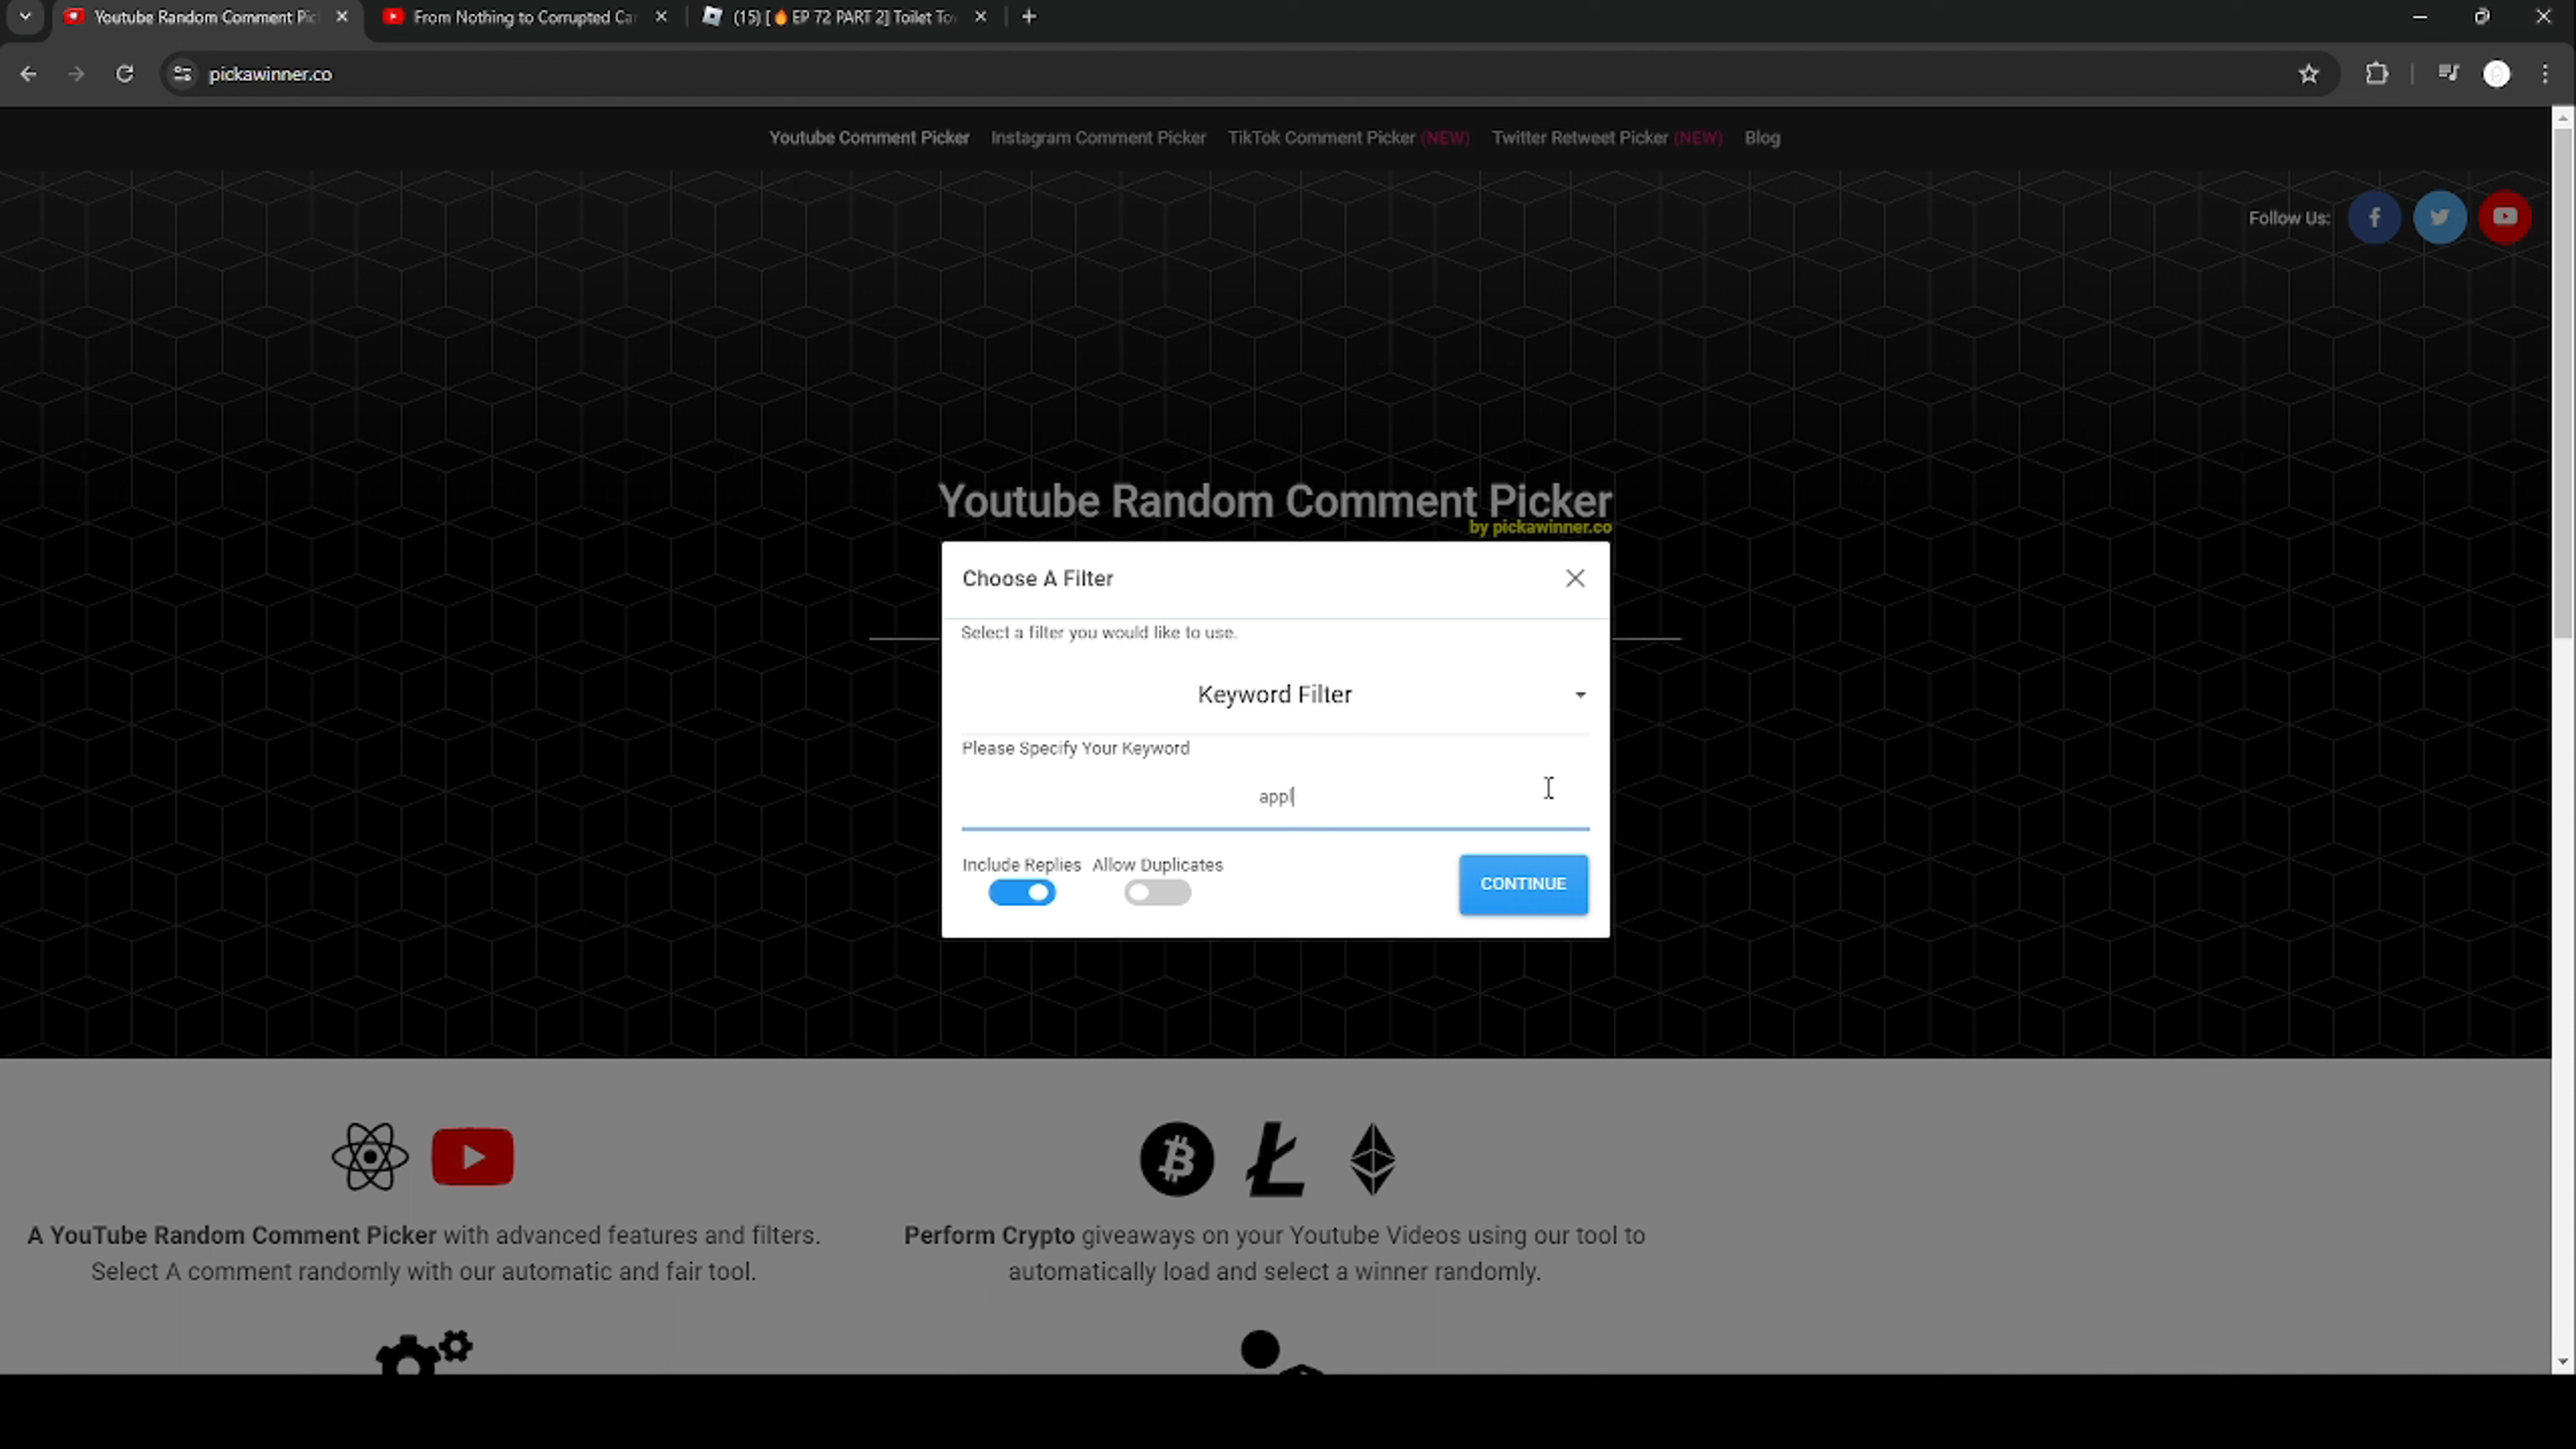 Youtube Random Comment Pic
From Nothing to Corrupted Car
(15) [🔥EP 72 PART 2] Toilet Tow
pickawinner.co
Youtube Comment Picker Instagram Comment Picker TikTok Comment Picker (NEW) Twitter Retweet Picker (NEW) Blog
Follow Us:
Youtube Random Comment Picker
by pickawinner.co
Choose A Filter
Select a filter you would like to use.
Keyword Filter
Please Specify Your Keyword
appl
Include Replies Allow Duplicates
CONTINUE
A YouTube Random Comment Picker with advanced features and filters.
Select A comment randomly with our automatic and fair tool.
Perform Crypto giveaways on your Youtube Videos using our tool to
automatically load and select a winner randomly.